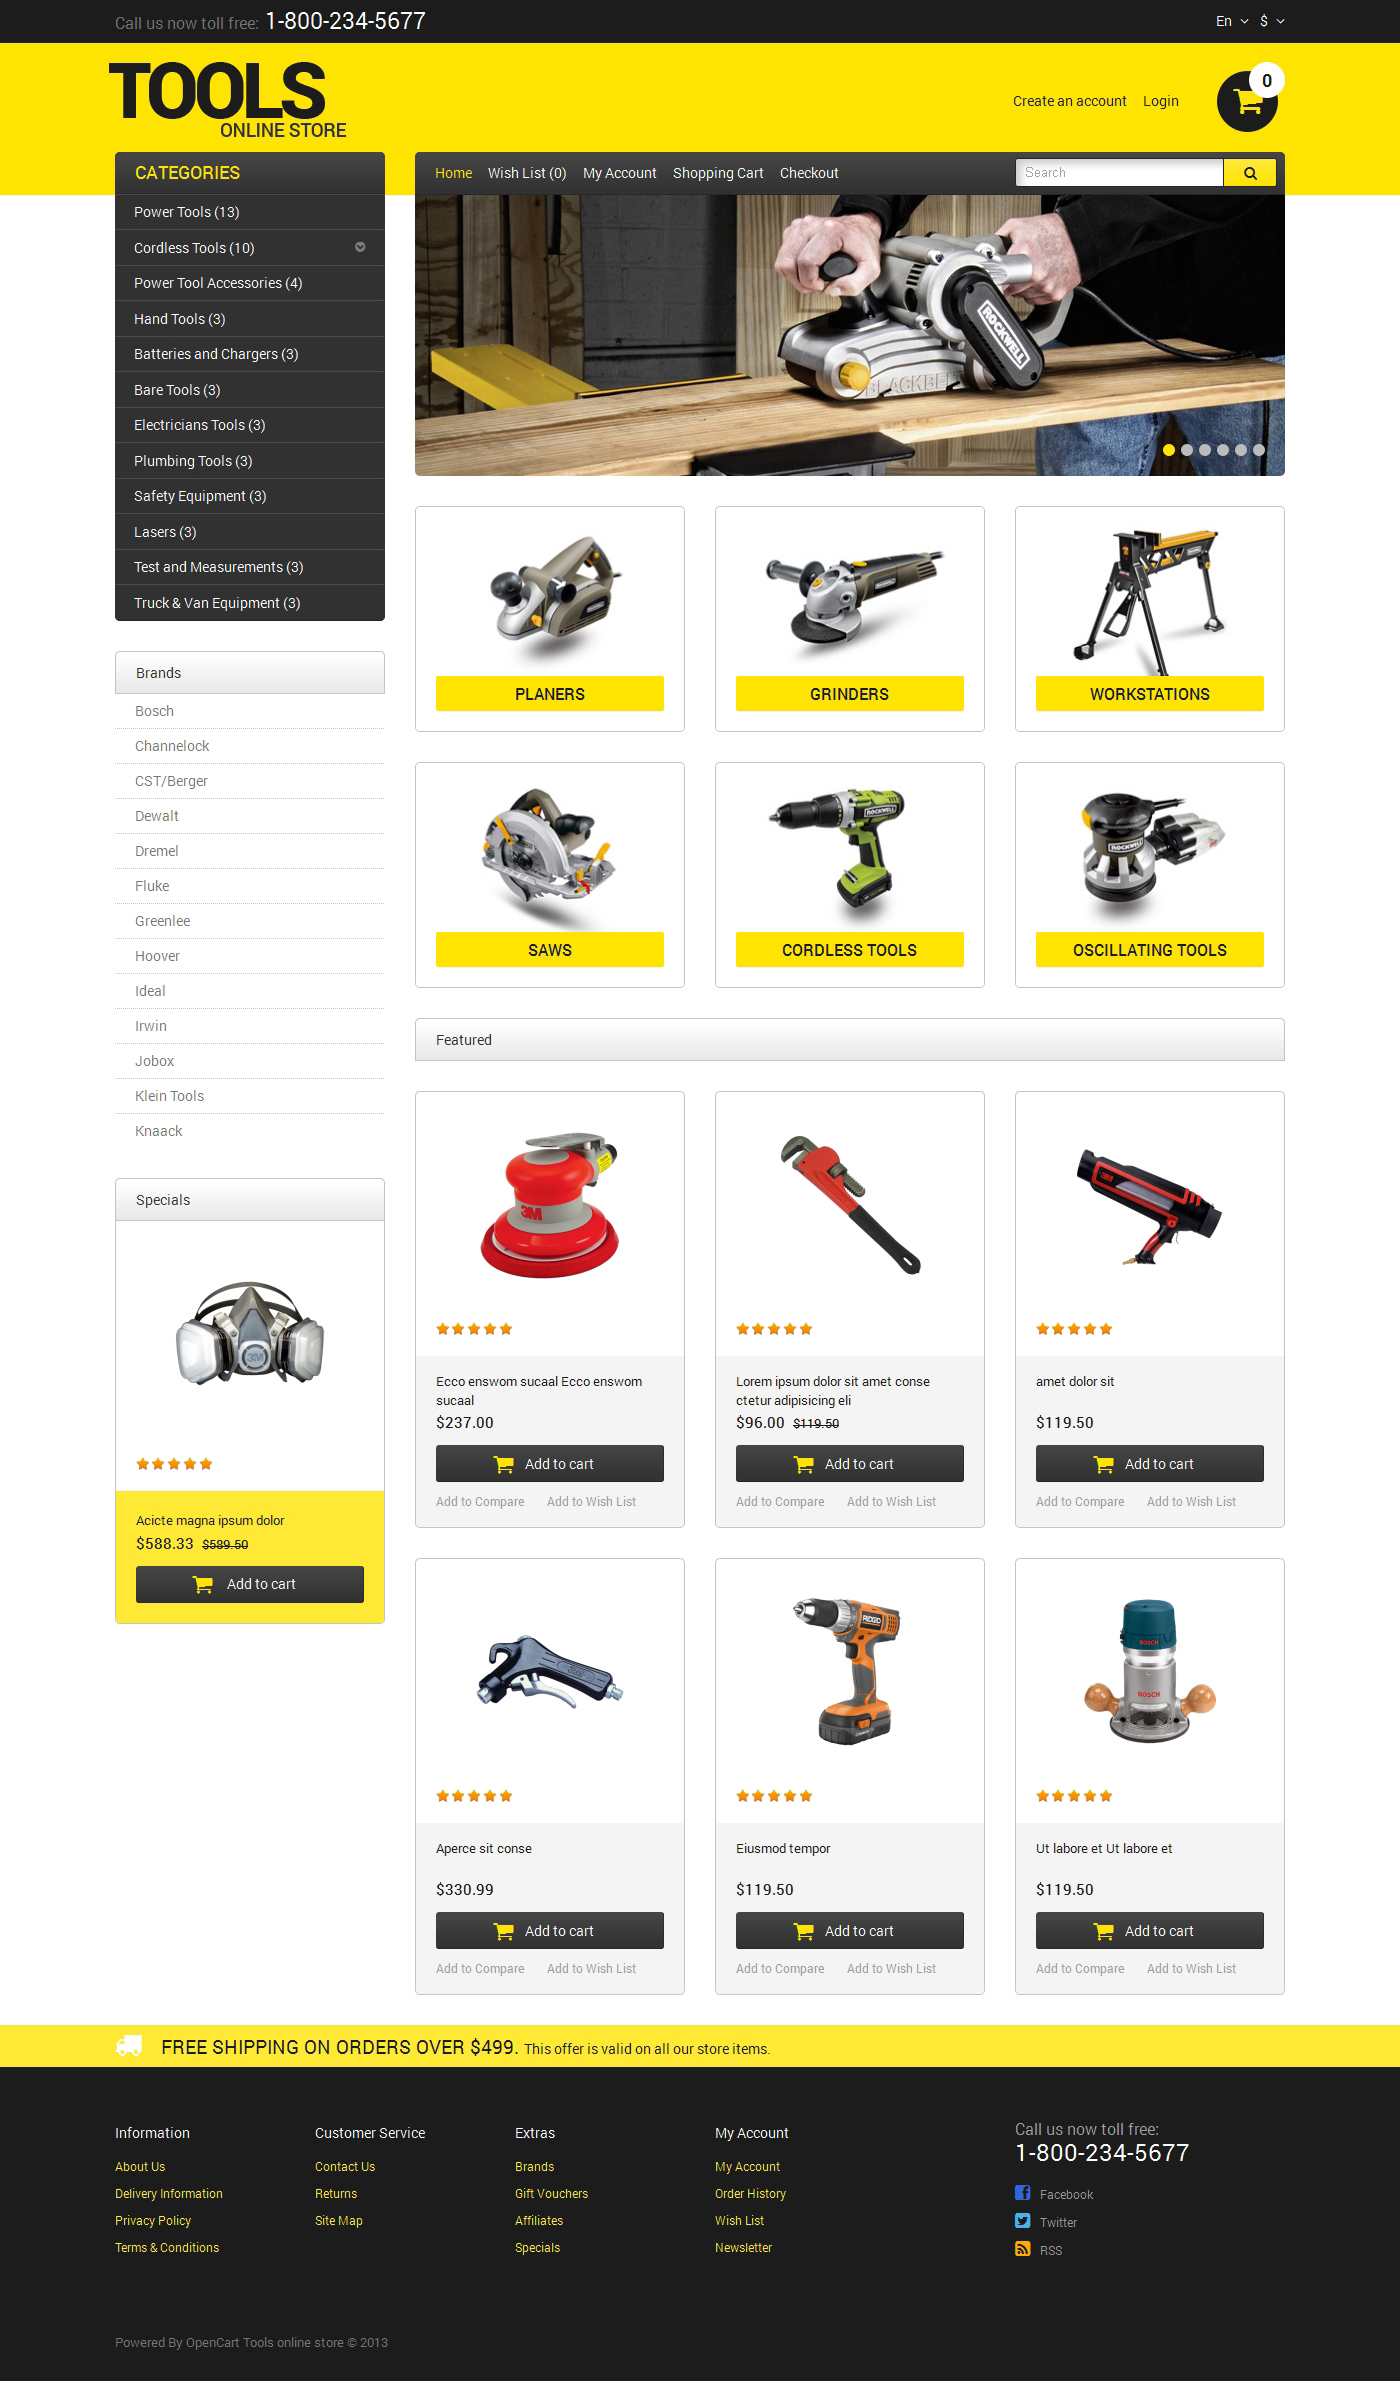 Call us now toll free: 1-800-234-5677
En $
TOOLS
ONLINE STORE
Create an account Login
0
CATEGORIES
Home Wish List (0) My Account Shopping Cart Checkout
Search
Power Tools (13)
Cordless Tools (10)
Power Tool Accessories (4)
Hand Tools (3)
Batteries and Chargers (3)
Bare Tools (3)
Electricians Tools (3)
Plumbing Tools (3)
Safety Equipment (3)
Lasers (3)
Test and Measurements (3)
Truck & Van Equipment (3)
ROCKWELL
Brands
Bosch
Channelock
CST/Berger
Dewalt
Dremel
Fluke
Greenlee
Hoover
Ideal
Irwin
Jobox
Klein Tools
Knaack
Specials
3M
Acicte magna ipsum dolor
$588.33 $589.50
Add to cart
PLANERS
GRINDERS
WORKSTATIONS
ROCKWELL
ROCKWELL
SAWS
CORDLESS TOOLS
OSCILLATING TOOLS
Featured
3M
3M
Ecco enswom sucaal Ecco enswom
sucaal
$237.00
Add to cart
Add to Compare Add to Wish List
Lorem ipsum dolor sit amet conse
ctetur adipisicing eli
$96.00 $119.50
Add to cart
Add to Compare Add to Wish List
amet dolor sit
$119.50
Add to cart
Add to Compare Add to Wish List
RIDGID
BOSCH
BOSCH
Aperce sit conse
$330.99
Add to cart
Add to Compare Add to Wish List
Eiusmod tempor
$119.50
Add to cart
Add to Compare Add to Wish List
Ut labore et Ut labore et
$119.50
Add to cart
Add to Compare Add to Wish List
FREE SHIPPING ON ORDERS OVER $499. This offer is valid on all our store items.
Information
About Us
Delivery Information
Privacy Policy
Terms & Conditions
Customer Service
Contact Us
Returns
Site Map
Extras
Brands
Gift Vouchers
Affiliates
Specials
My Account
My Account
Order History
Wish List
Newsletter
Call us now toll free:
1-800-234-5677
Facebook
Twitter
RSS
Powered By OpenCart Tools online store © 2013